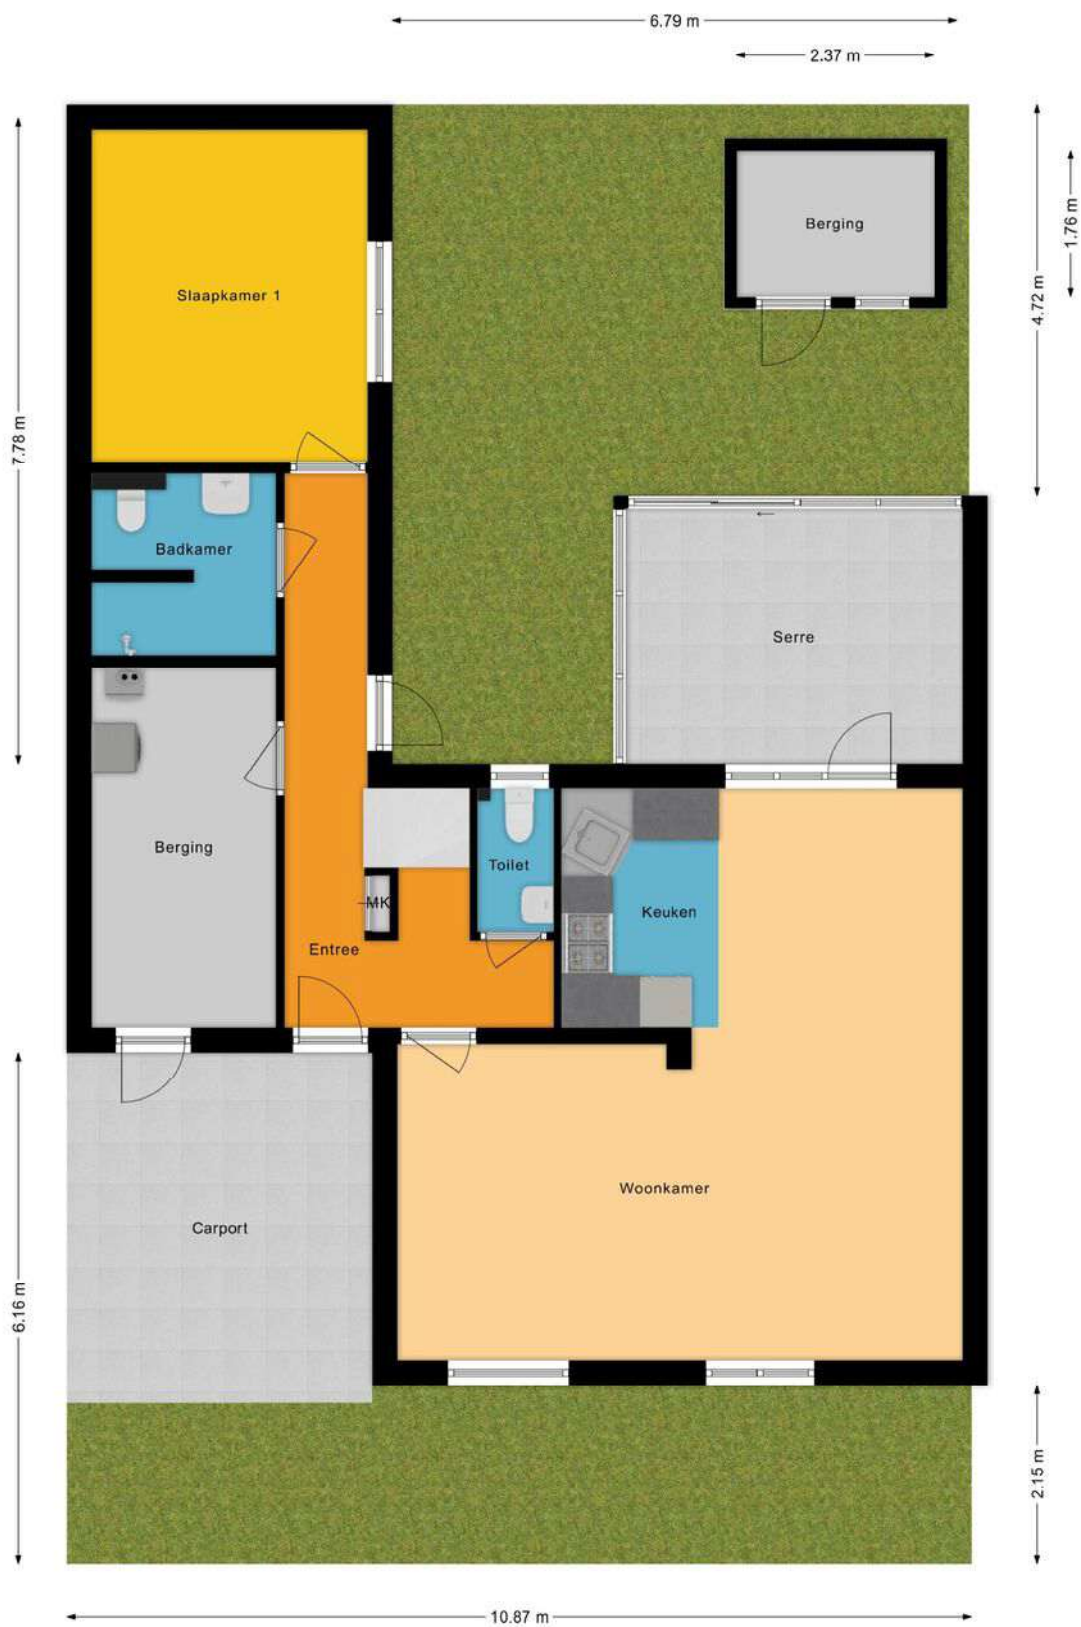 6.79 m
2.37 m
Berging
1.76 m
4.72 m
Slaapkamer 1
7.78 m
Badkamer
Serre
Berging
Toilet
MK
Keuken
Entree
Woonkamer
Carport
6.16 m
2.15 m
10.87 m